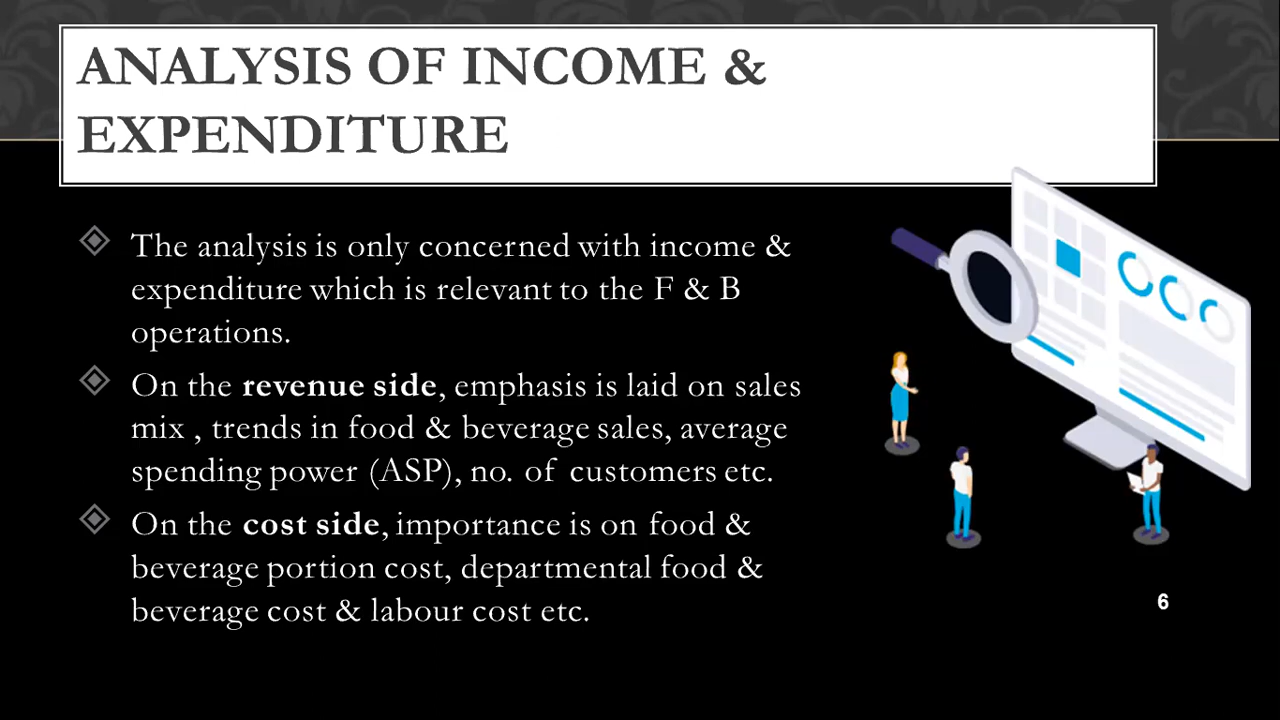 ANALYSIS OF INCOME &
EXPENDITURE
The analysis is only concerned with income &
expenditure which is relevant to the F & B
operations.
On the revenue side, emphasis is laid on sales
mix , trends in food & beverage sales, average
spending power (ASP), no. of customers etc.
On the cost side, importance is on food &
beverage portion cost, departmental food &
beverage cost & labour cost etc.
6